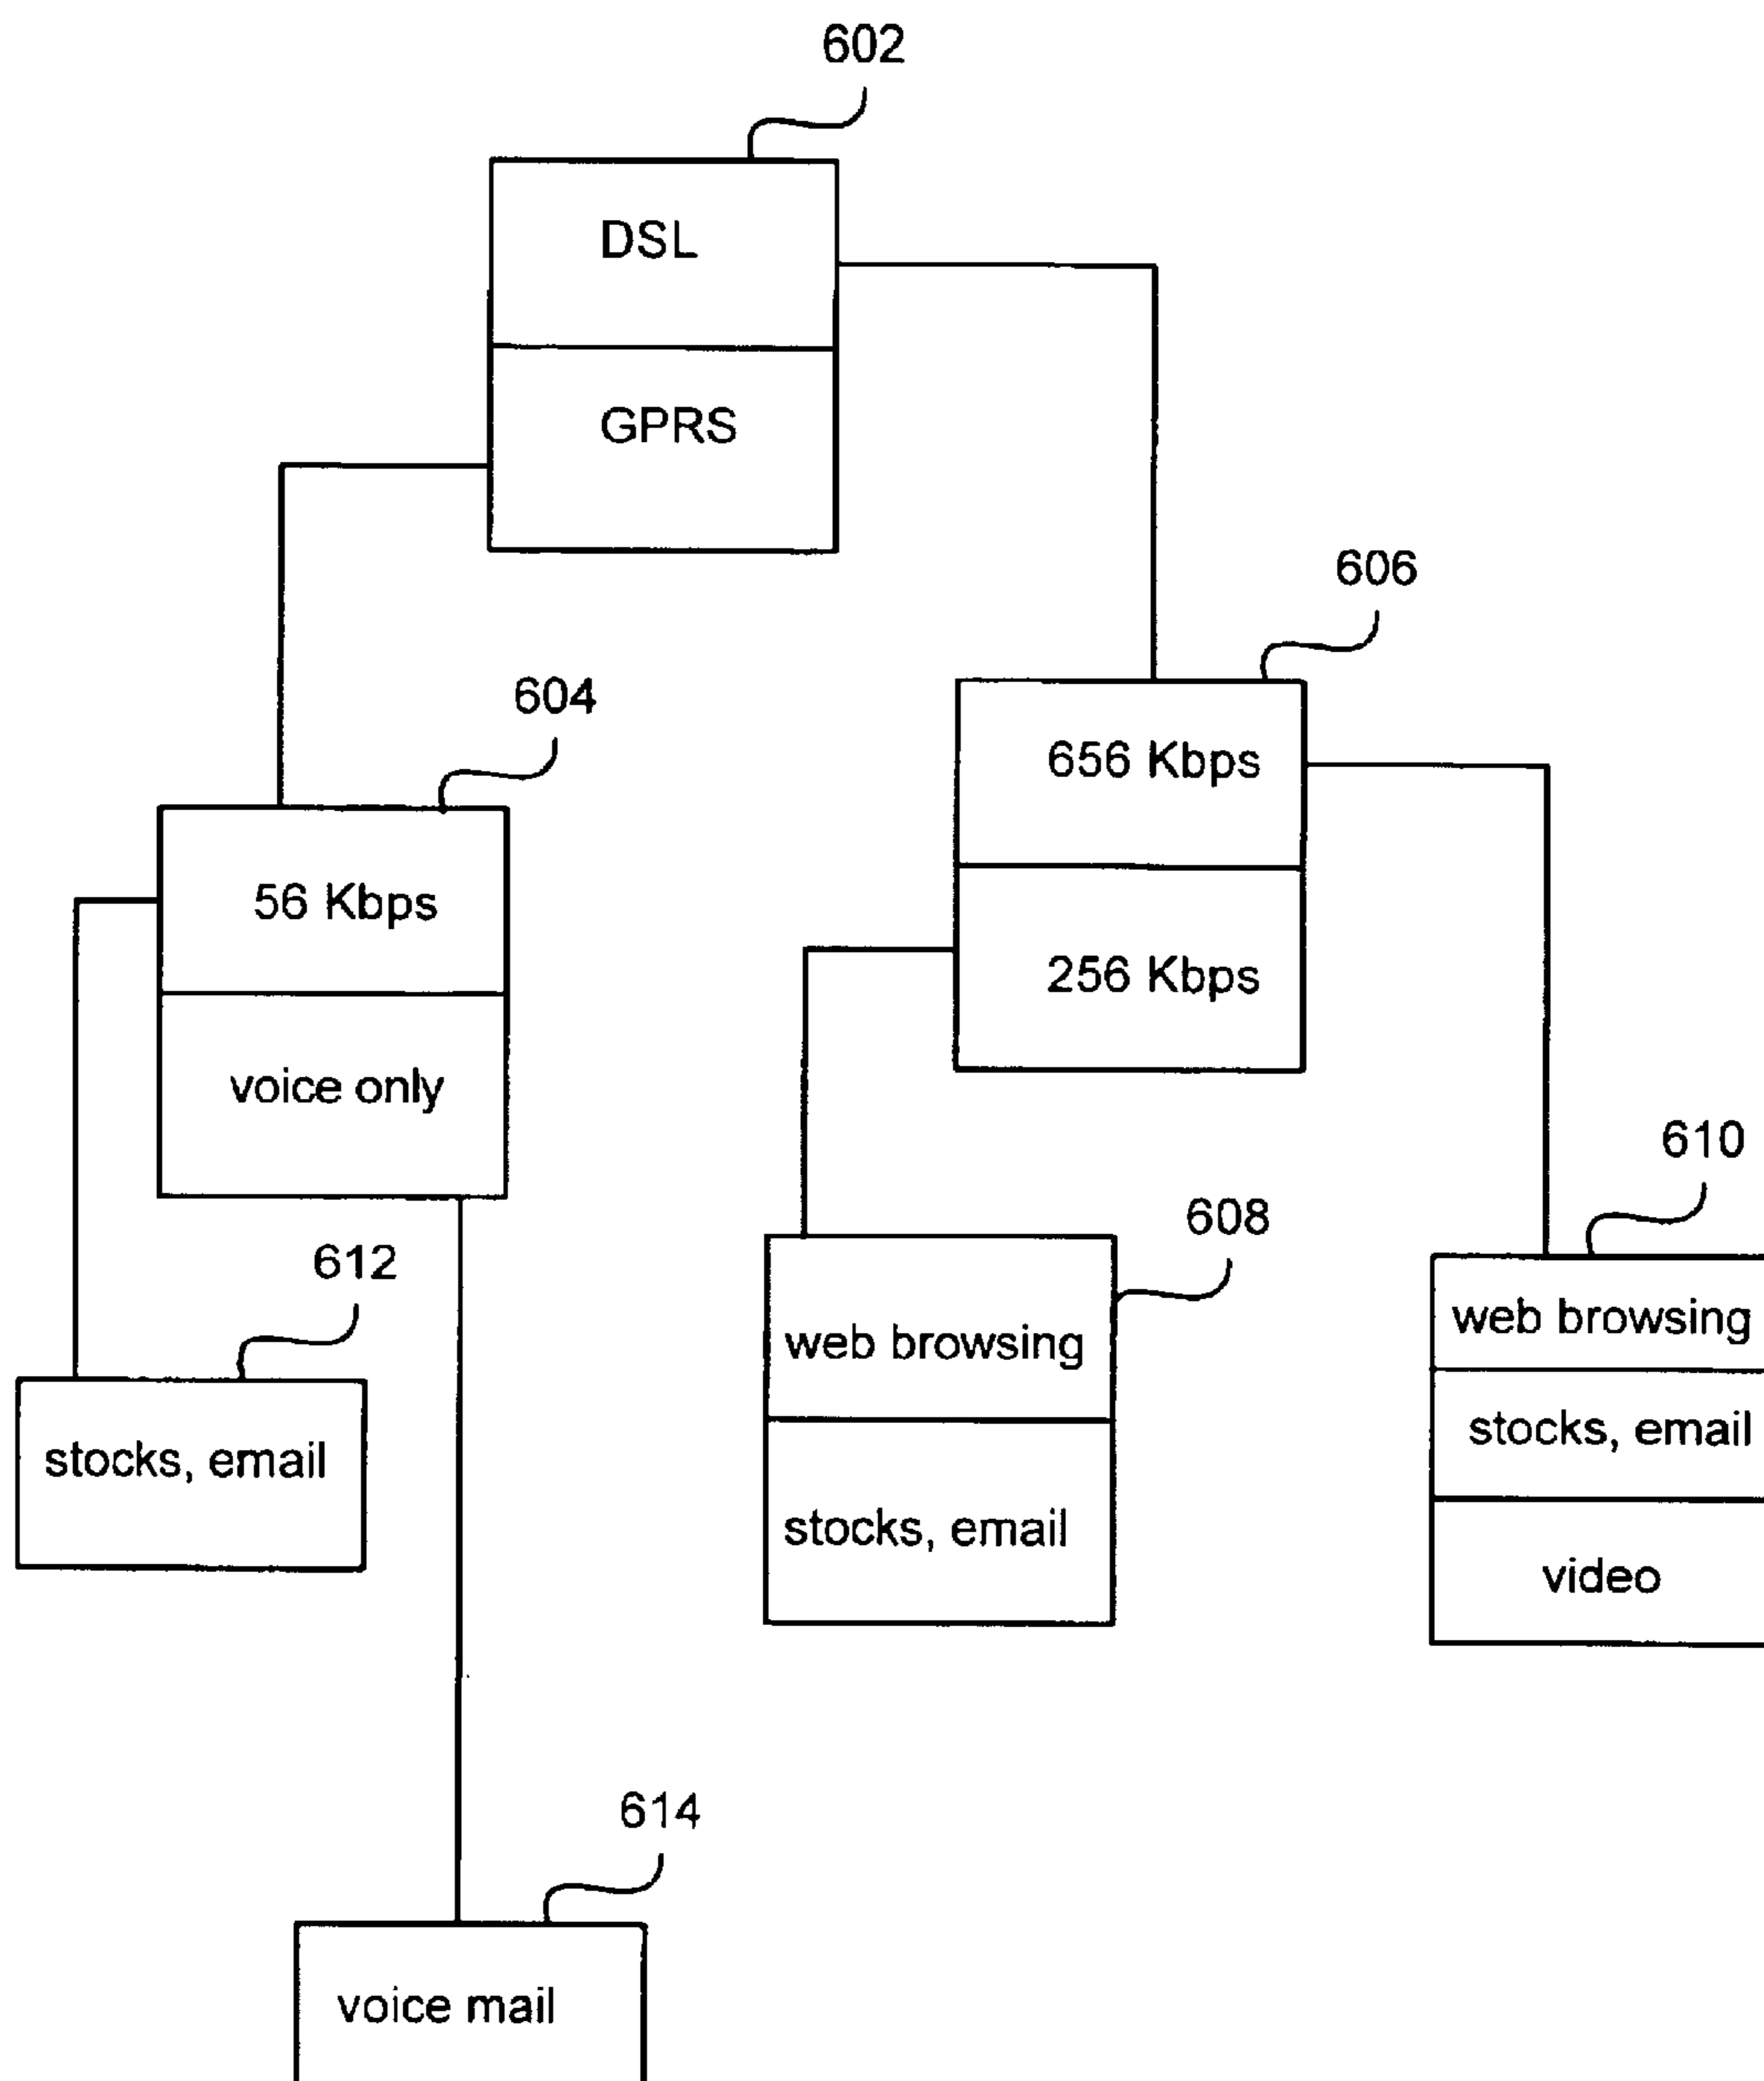 602
DSL
GPRS
606
604
656 Kbps
56 Kbps
256 Kbps
voice only
610
608
612
web browsing
web browsing
stocks, email
stocks, email
stocks, email
video
614
voice mail